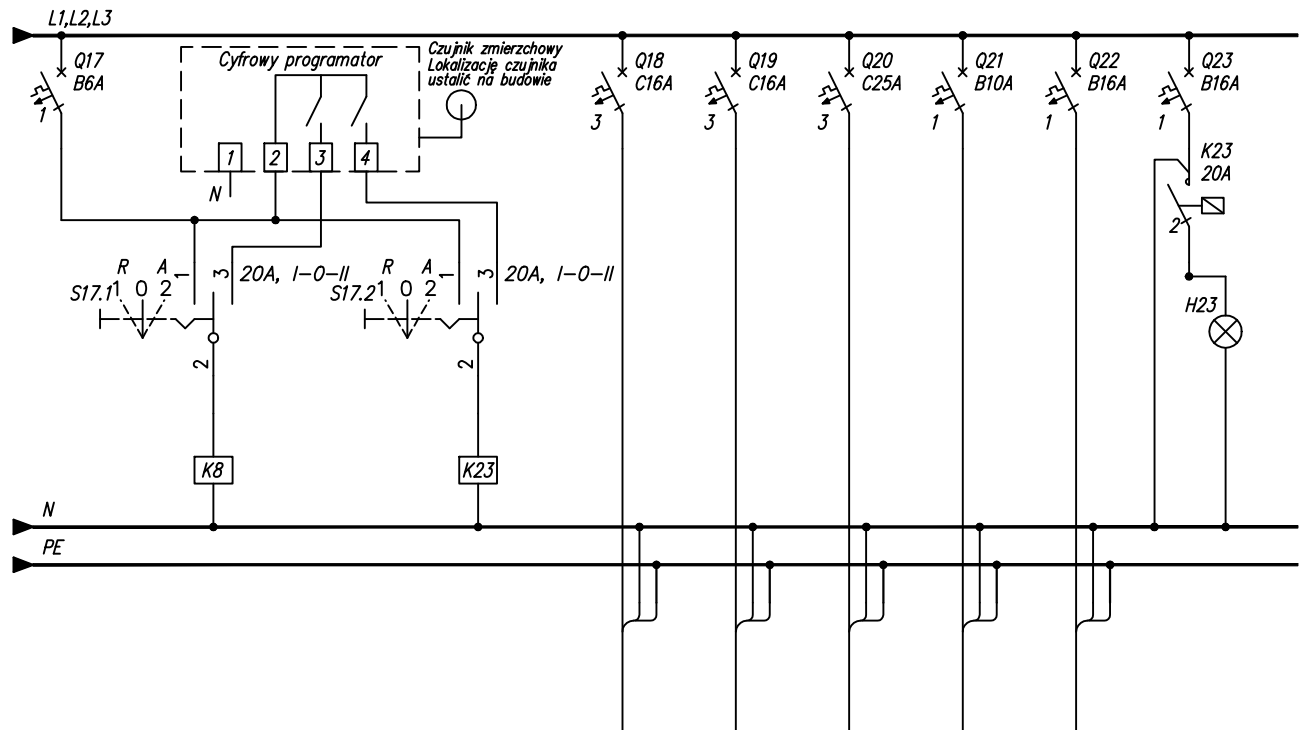 L1,L2,L3
Q17
B6A
1
Cyfrowy programator
Czujnik zmierzchowy
Lokalizację czujnika
ustalić na budowie
1
2
3
4
N
Q18
C16A
3
Q19
C16A
3
Q20
C25A
3
Q21
B10A
1
Q22
B16A
1
Q23
B16A
1
K23
20A
2
H23
R A
1 0 2
S17.1
1
3
20A, I-0-II
2
R A
1 0 2
S17.2
1
3
20A, I-0-II
2
K8
K23
N
PE